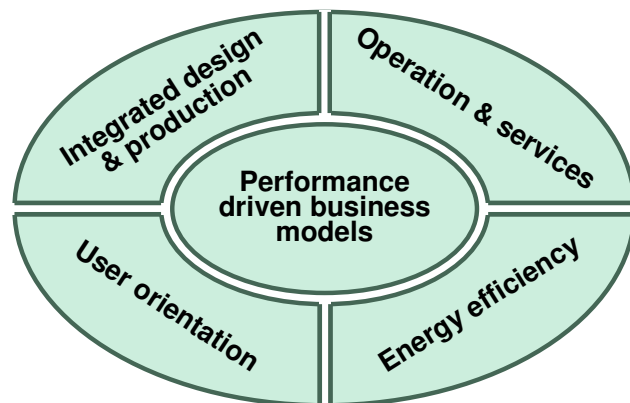 Integrated design
& production
Operation & services
Performance
driven business
models
User orientation
Energy efficiency